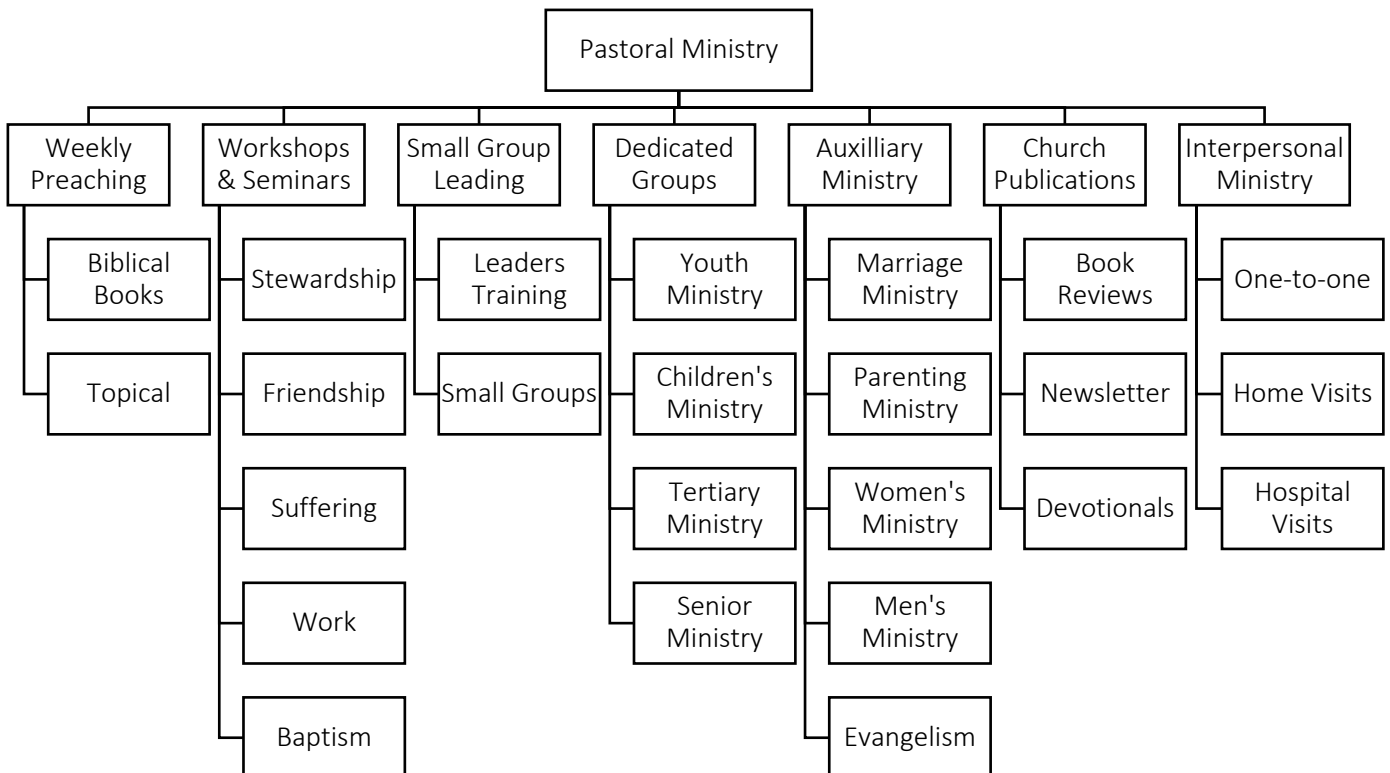 Pastoral Ministry
Weekly
Preaching
Biblical
Books
Topical
Workshops
& Seminars
Stewardship
Friendship
Suffering
Work
Baptism
Small Group
Leading
Leaders
Training
Small Groups
Dedicated
Groups
Youth
Ministry
Children's
Ministry
Tertiary
Ministry
Senior
Ministry
Auxilliary
Ministry
Marriage
Ministry
Parenting
Ministry
Women's
Ministry
Men's
Ministry
Evangelism
Church
Publications
Book
Reviews
Newsletter
Devotionals
Interpersonal
Ministry
One-to-one
Home Visits
Hospital
Visits